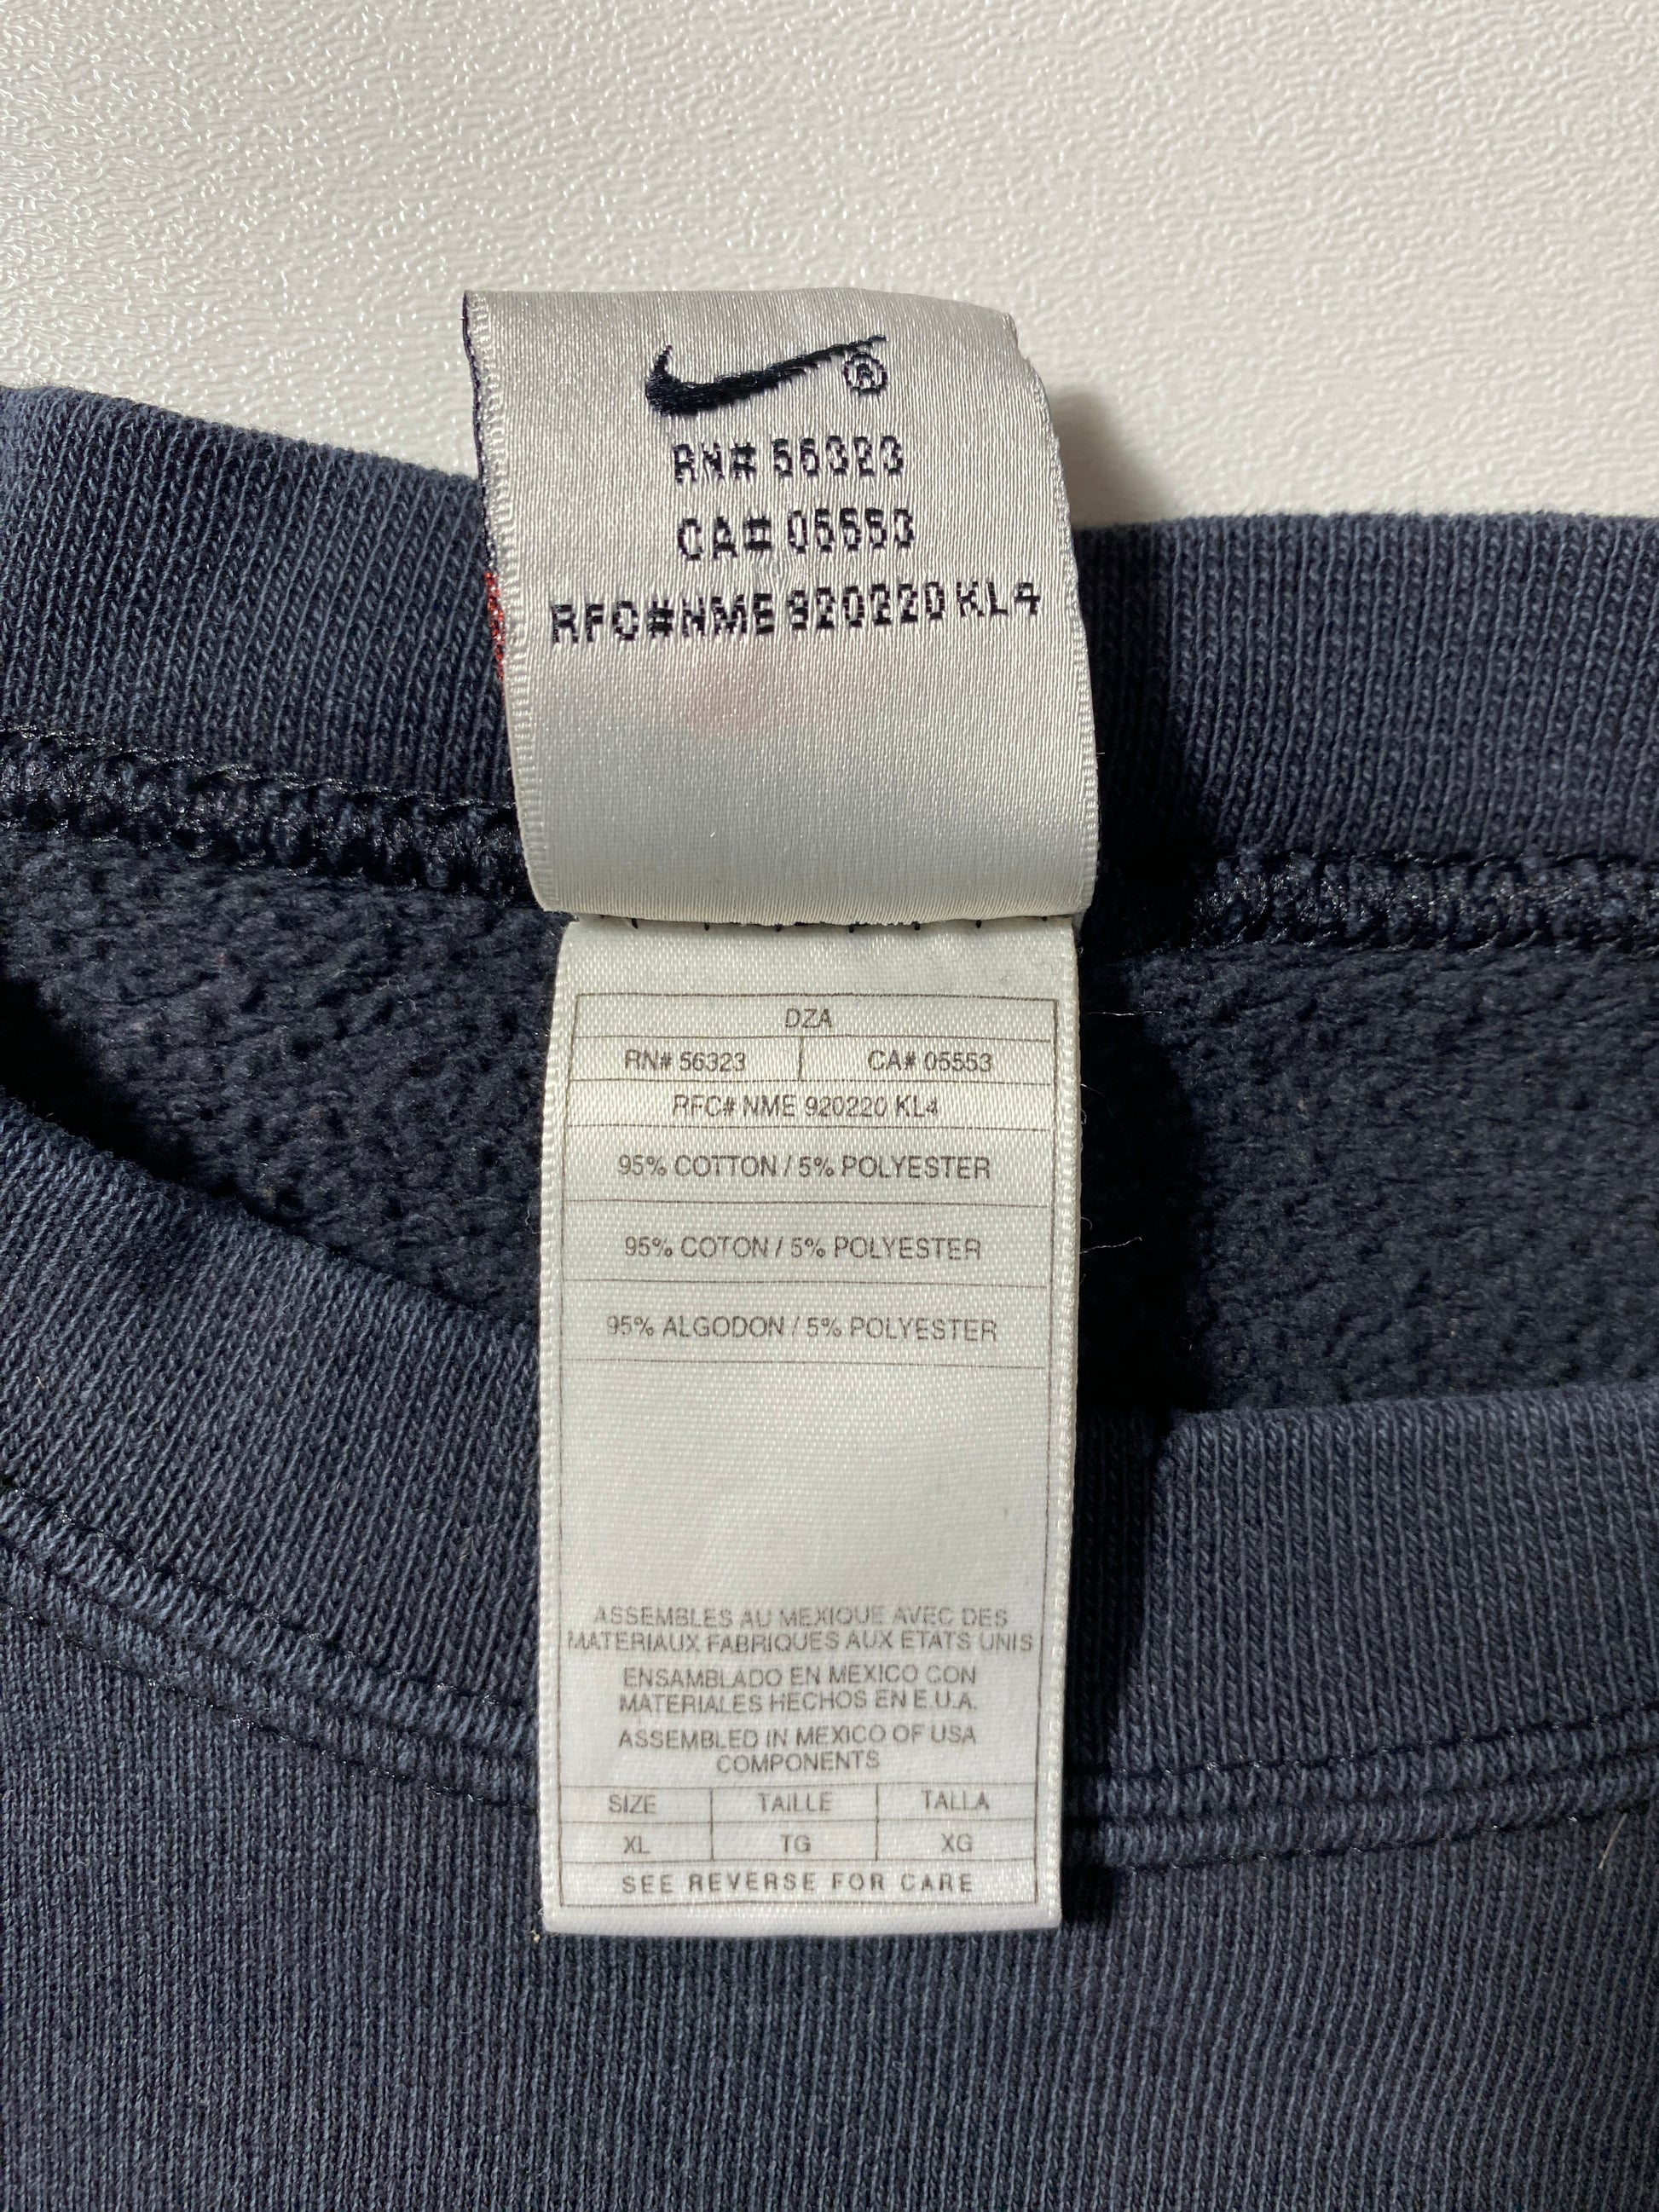 ®
RN# 56323
CA# 05553
RFC#NME 920220 KL4
DZA
RN# 56323 CA# 05553
RFC# NME 920220 KL4
95% COTTON / 5% POLYESTER
95% COTON / 5% POLYESTER
95% ALGODON / 5% POLYESTER
ASSEMBLES AU MEXIQUE AVEC DES
MATERIAUX FABRIQUES AUX ETATS UNIS
ENSAMBLADO EN MEXICO CON
MATERIALES HECHOS EN E.U.A.
ASSEMBLED IN MEXICO OF USA
COMPONENTS
SIZE TAILLE TALLA
XL TG XG
SEE REVERSE FOR CARE